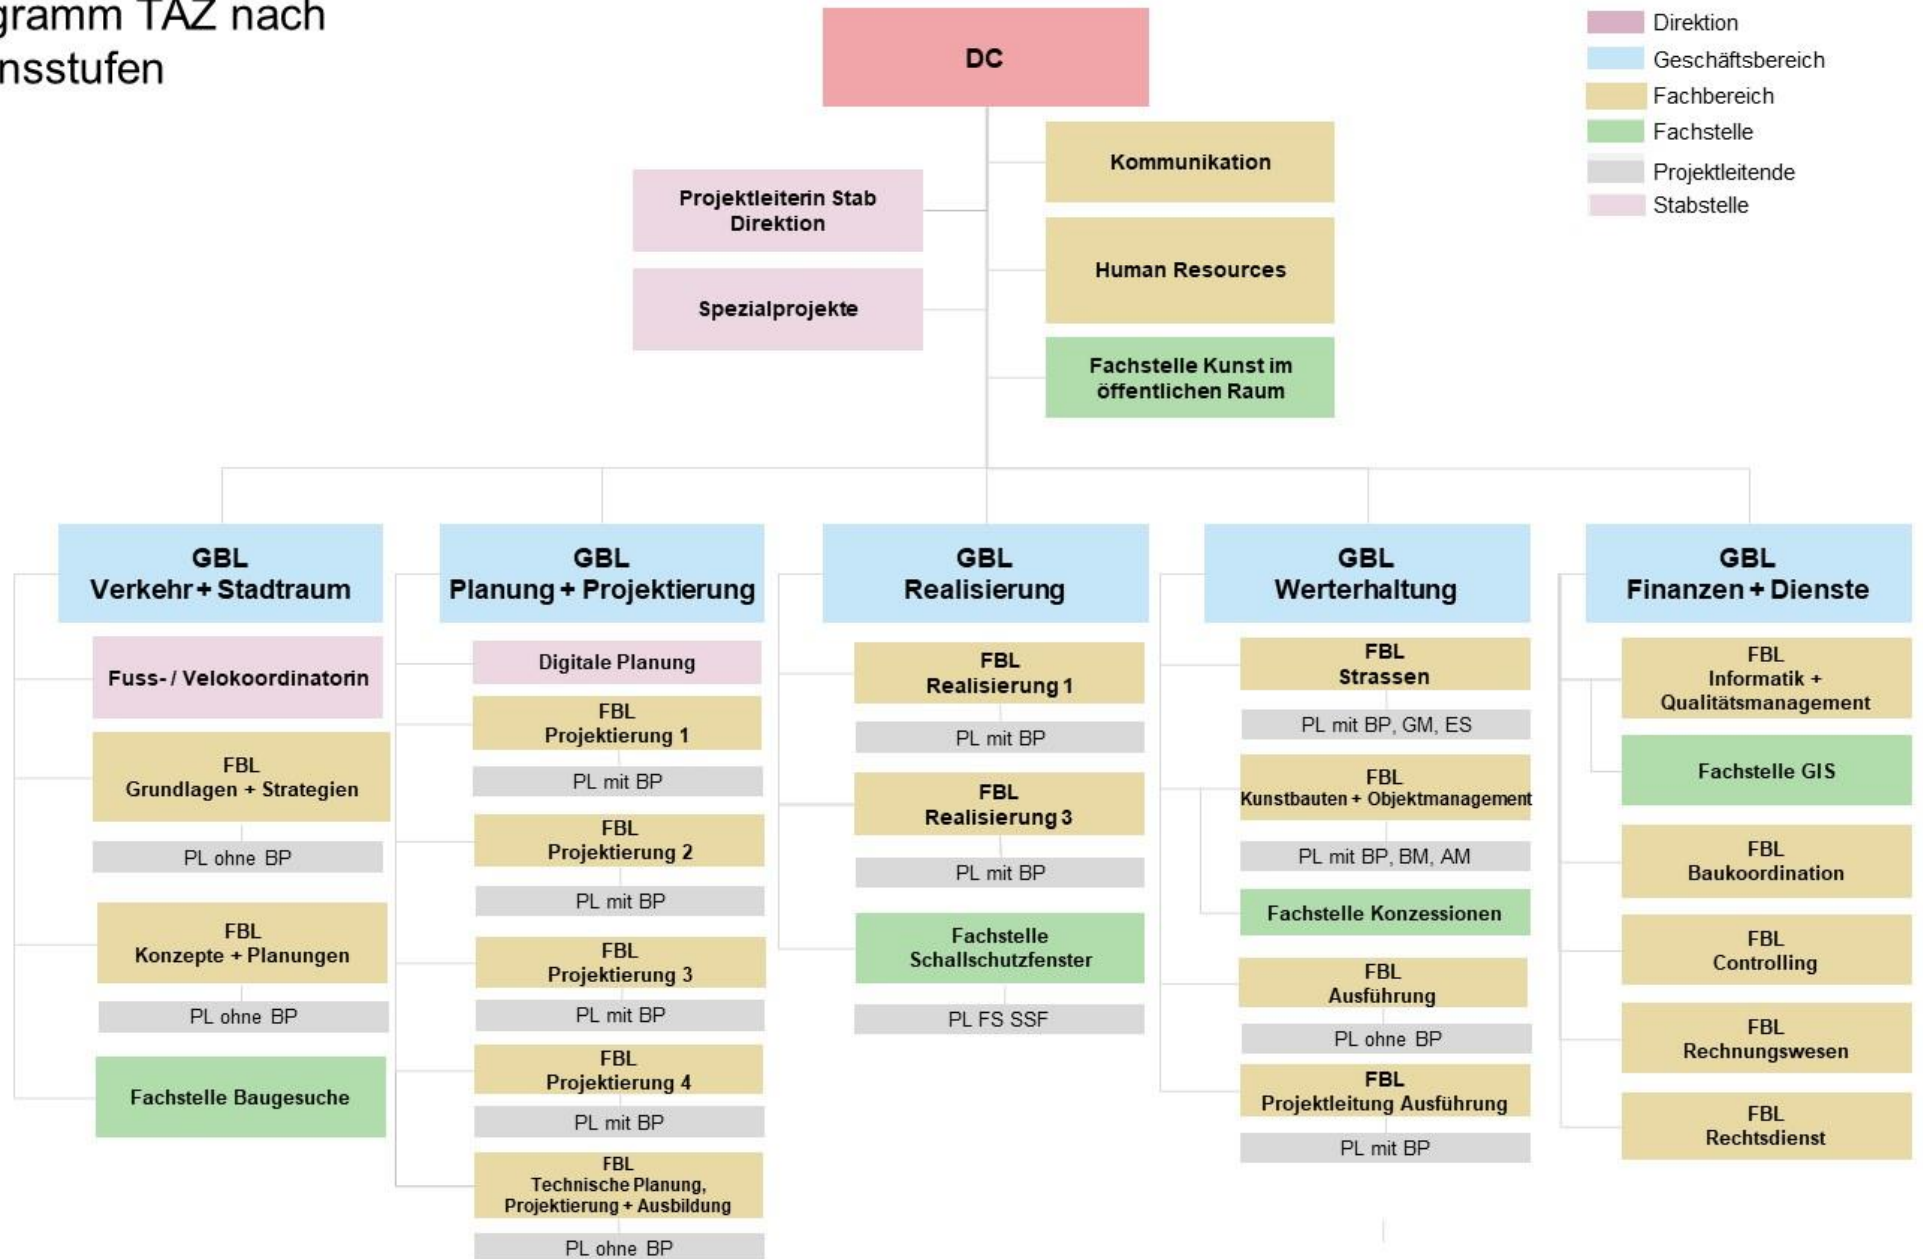 gramm TAZ nach
nsstufen
DC
Direktion
Geschäftsbereich
Fachbereich
Fachstelle
Projektleitende
Stabstelle
Kommunikation
Projektleiterin Stab
Direktion
Human Resources
Spezialprojekte
Fachstelle Kunst im
öffentlichen Raum
GBL
Verkehr + Stadtraum
Fuss- / Velokoordinatorin
FBL
Grundlagen + Strategien
PL ohne BP
FBL
Konzepte + Planungen
PL ohne BP
Fachstelle Baugesuche
GBL
Planung + Projektierung
Digitale Planung
FBL
Projektierung 1
PL mit BP
FBL
Projektierung 2
PL mit BP
FBL
Projektierung 3
PL mit BP
FBL
Projektierung 4
PL mit BP
FBL
Technische Planung,
Projektierung + Ausbildung
PL ohne BP
GBL
Realisierung
FBL
Realisierung 1
PL mit BP
FBL
Realisierung 3
PL mit BP
Fachstelle
Schallschutzfenster
PL FS SSF
GBL
Werterhaltung
FBL
Strassen
PL mit BP, GM, ES
FBL
Kunstbauten + Objektmanagement
PL mit BP, BM, AM
Fachstelle Konzessionen
FBL
Ausführung
PL ohne BP
FBL
Projektleitung Ausführung
PL mit BP
GBL
Finanzen + Dienste
FBL
Informatik +
Qualitätsmanagement
Fachstelle GIS
FBL
Baukoordination
FBL
Controlling
FBL
Rechnungswesen
FBL
Rechtsdienst